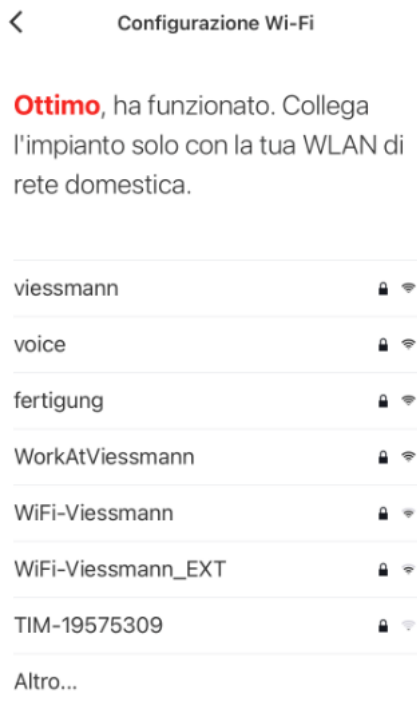 Configurazione Wi-Fi
Ottimo, ha funzionato. Collega
l'impianto solo con la tua WLAN di
rete domestica.
viessmann
voice
fertigung
WorkAtViessmann
WiFi-Viessmann
WiFi-Viessmann_EXT
TIM-19575309
Altro...